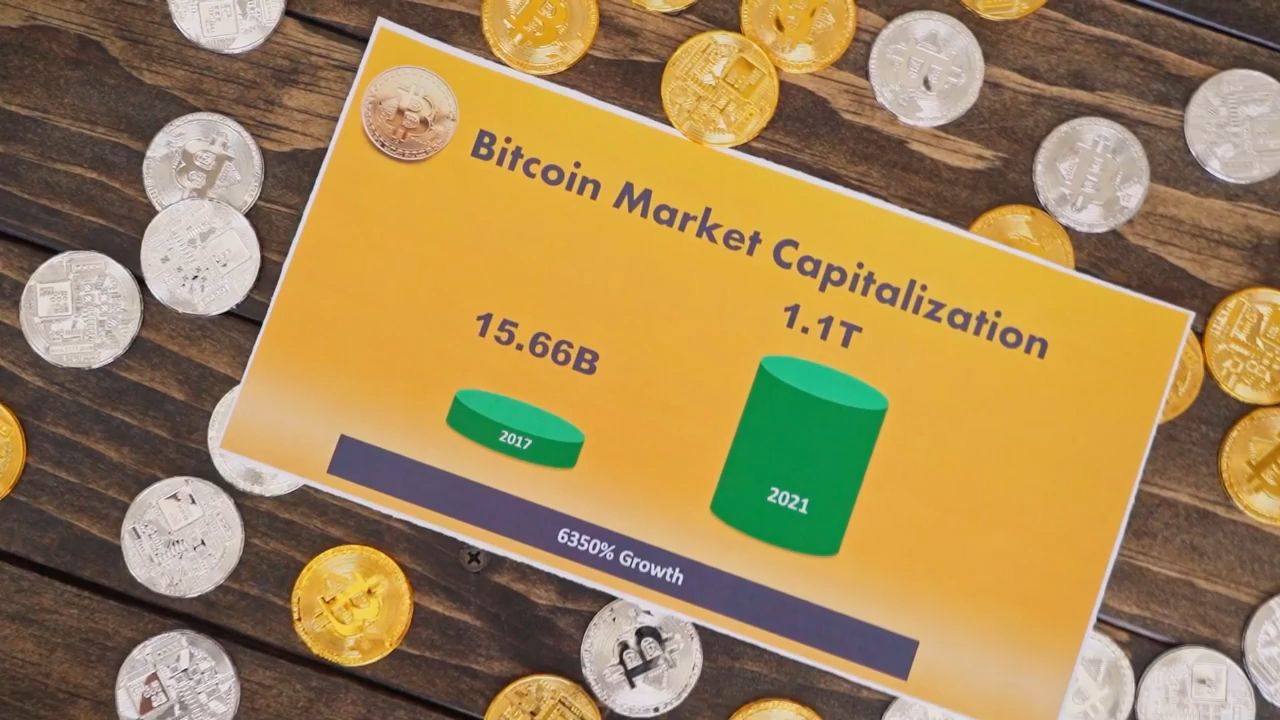 Bitcoin Market Capitalization
15.66B
1.1T
2017
2021
6350% Growth